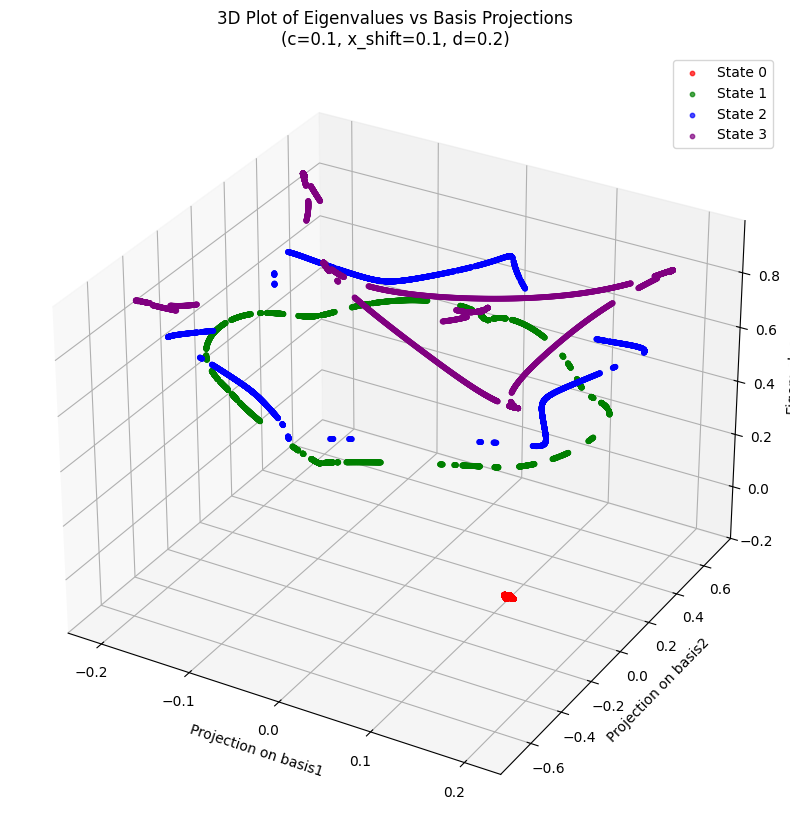 3D Plot of Eigenvalues vs Basis Projections
(c=0.1, x_shift=0.1, d=0.2)
State 0
State 1
State 2
State 3
0.8
0.6
0.4
0.2
0.0
−0.2
0.6
0.4
0.2
0.0
−0.2
−0.4
−0.6
Projection on basis2
−0.2
−0.1
0.0
0.1
0.2
Projection on basis1